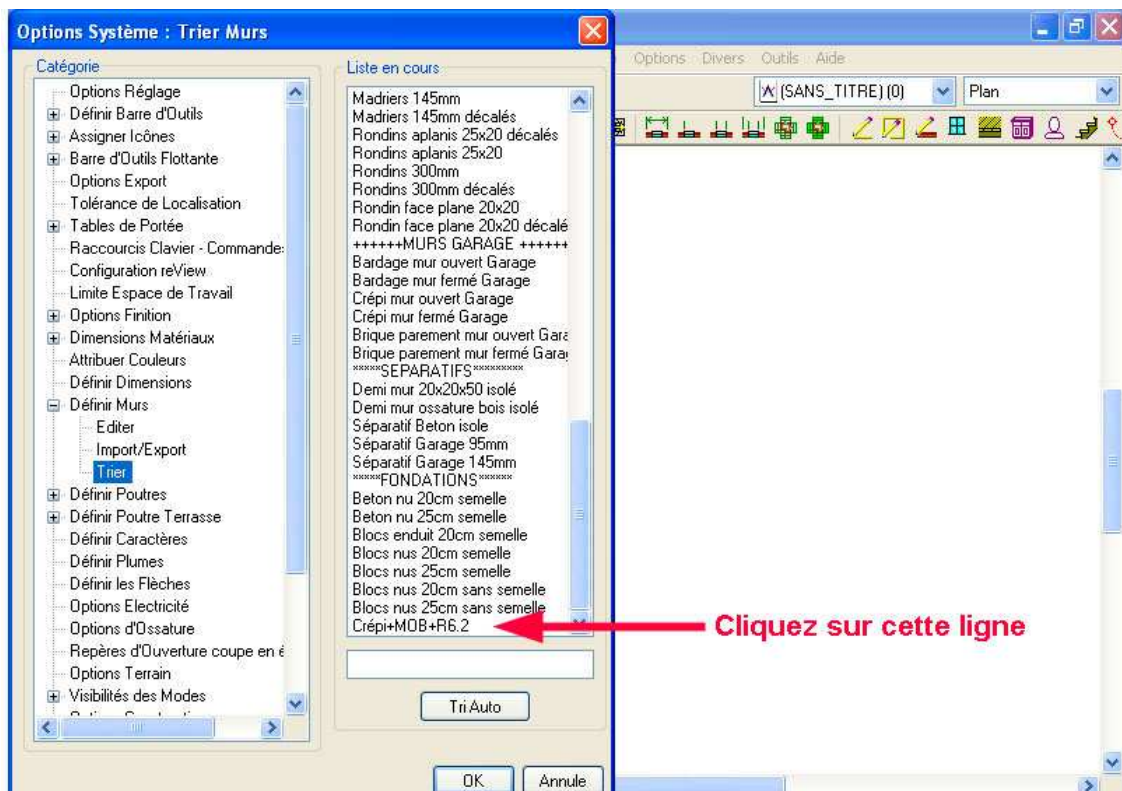 Options Système : Trier Murs
Options Divers Outils Aide
(SANS_TITRE) (0)
Plan
Catégorie
Options Réglage
Définir Barre d'Outils
Assigner Icônes
Barre d'Outils Flottante
Options Export
Tolérance de Localisation
Tables de Portée
Raccourcis Clavier - Commande
Configuration reView
Limite Espace de Travail
Options Finition
Dimensions Matériaux
Attribuer Couleurs
Définir Dimensions
Définir Murs
Editer
Import/Export
Trier
Définir Poutres
Définir Poutre Terrasse
Définir Caractères
Définir Plumes
Définir les Flèches
Options Electricité
Options d'Ossature
Repères d'Ouverture coupe en é
Options Terrain
Visibilités des Modes
Liste en cours
Madriers 145mm
Madriers 145mm décalés
Rondins aplanis 25x20 décalés
Rondins aplanis 25x20
Rondins 300mm
Rondins 300mm décalés
Rondin face plane 20x20
Rondin face plane 20x20 décalé
++++++MURS GARAGE ++++++
Bardage mur ouvert Garage
Bardage mur fermé Garage
Crépi mur ouvert Garage
Crépi mur fermé Garage
Brique parement mur ouvert Gara
Brique parement mur fermé Gara
*****SEPARATIFS*********
Demi mur 20x20x50 isolé
Demi mur ossature bois isolé
Séparatif Beton isole
Séparatif Garage 95mm
Séparatif Garage 145mm
*****FONDATIONS******
Beton nu 20cm semelle
Beton nu 25cm semelle
Blocs enduit 20cm semelle
Blocs nus 20cm semelle
Blocs nus 25cm semelle
Blocs nus 20cm sans semelle
Blocs nus 25cm sans semelle
Crépi+MOB+R6.2
Cliquez sur cette ligne
Tri Auto
OK
Annule